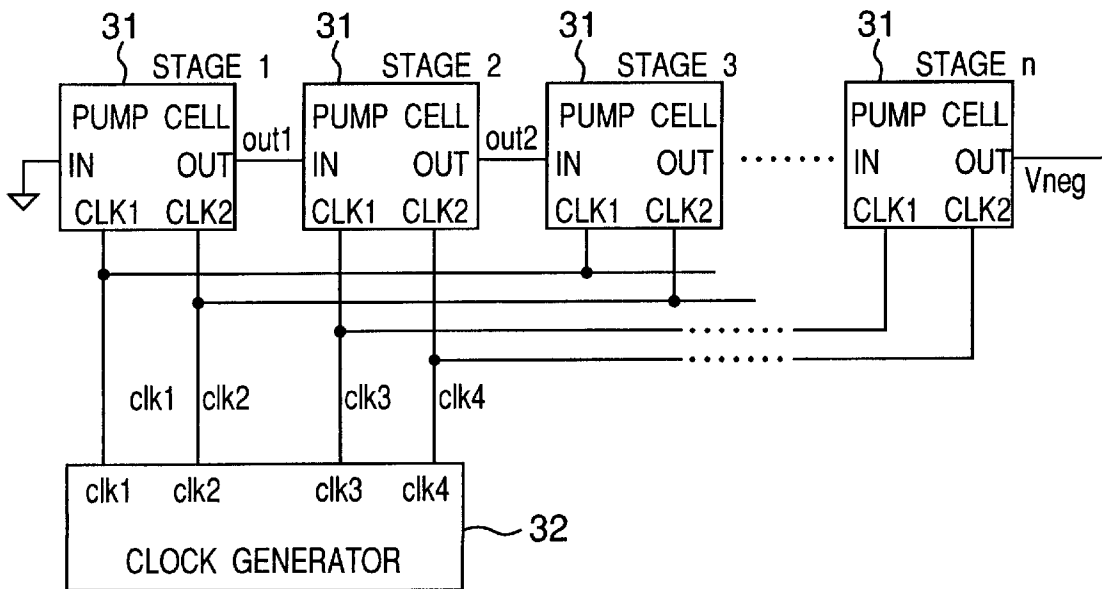 31 31 31 31
STAGE 1 STAGE 2 STAGE 3 STAGE n
PUMP CELL PUMP CELL PUMP CELL PUMP CELL
out1 out2
IN OUT IN OUT IN OUT IN OUT
Vneg
CLK1 CLK2 CLK1 CLK2 CLK1 CLK2 CLK1 CLK2
clk1 clk2 clk3 clk4
clk1 clk2 clk3 clk4
32
CLOCK GENERATOR